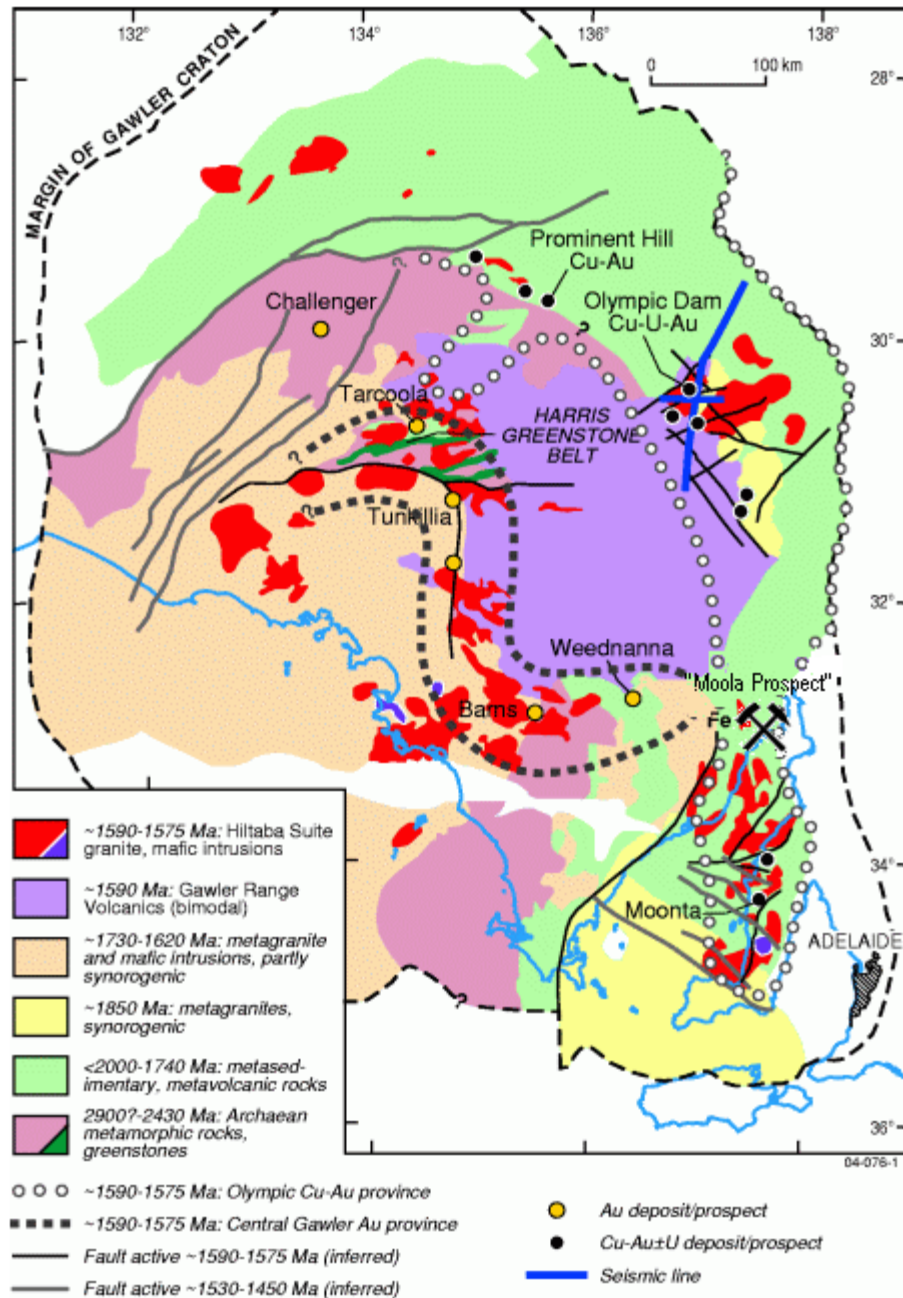 132°
134°
136°
138°
0
100 km
28°
MARGIN OF GAWLER CRATON
?
Prominent Hill
Cu-Au
?
Challenger
Olympic Dam
Cu-U-Au
?
30°
Tarcoola
HARRIS
GREENSTONE
BELT
?
?
Tunkillia
32°
Weednanna
"Moola Prospect"
Barns
Fe
?
~1590-1575 Ma: Hiltaba Suite
granite, mafic intrusions
34°
~1590 Ma: Gawler Range
Volcanics (bimodal)
Moonta
ADELAIDE
~1730-1620 Ma: metagranite
and mafic intrusions, partly
synorogenic
?
~1850 Ma: metagranites,
synorogenic
<2000-1740 Ma: metased-
imentary, metavolcanic rocks
2900?-2430 Ma: Archaean
metamorphic rocks,
greenstones
36°
04-076-1
~1590-1575 Ma: Olympic Cu-Au province
~1590-1575 Ma: Central Gawler Au province
Fault active ~1590-1575 Ma (inferred)
Fault active ~1530-1450 Ma (inferred)
Au deposit/prospect
Cu-Au±U deposit/prospect
Seismic line